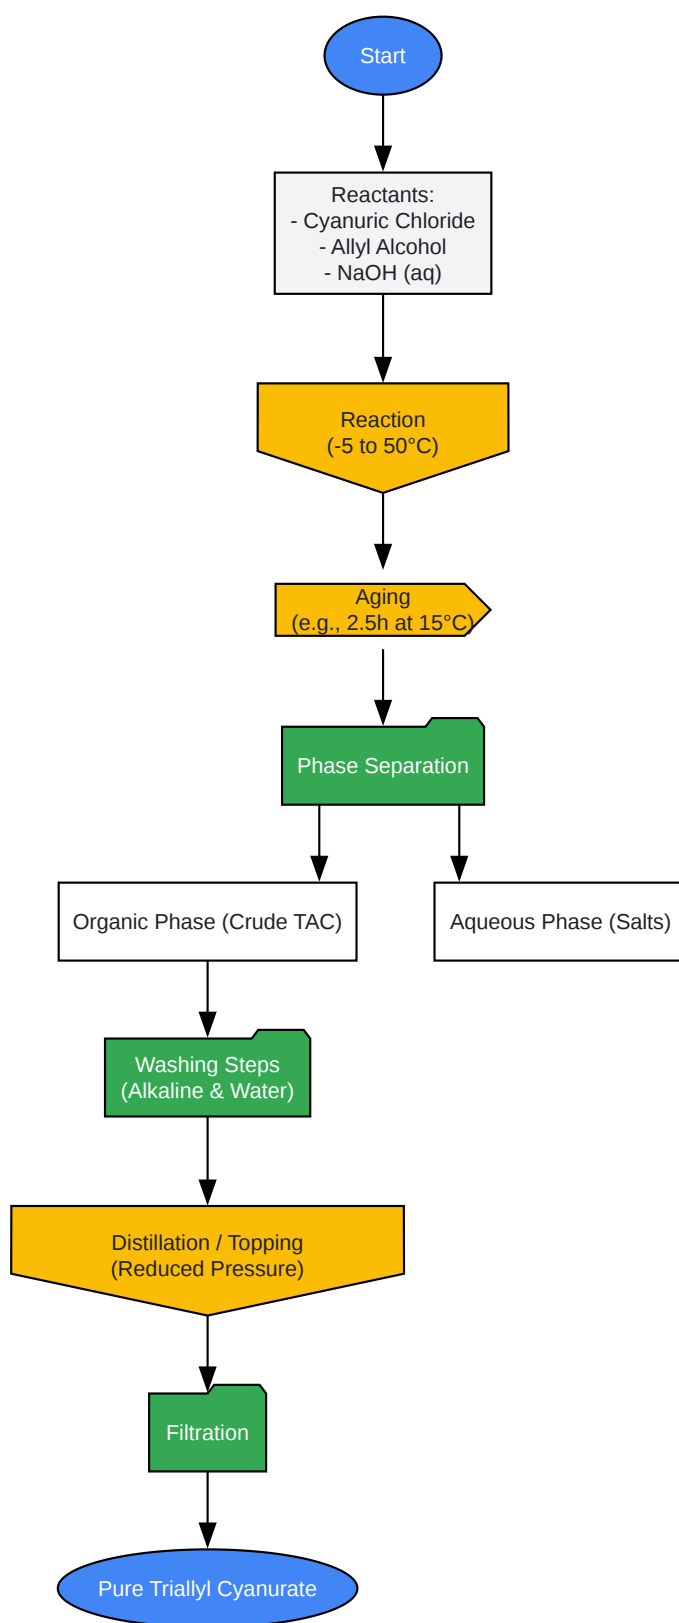 Start
Reactants:
- Cyanuric Chloride
- Allyl Alcohol
- NaOH (aq)
Reaction
(-5 to 50°C)
Aging
(e.g., 2.5h at 15°C)
Phase Separation
Organic Phase (Crude TAC)
Aqueous Phase (Salts)
Washing Steps
(Alkaline & Water)
Distillation / Topping
(Reduced Pressure)
Filtration
Pure Triallyl Cyanurate